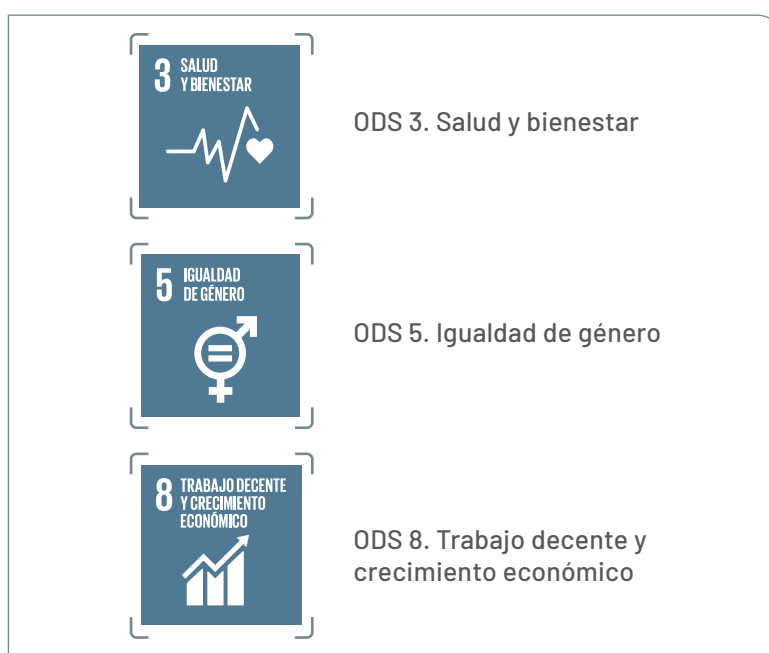 3 SALUD
Y BIENESTAR
ODS 3. Salud y bienestar
5 IGUALDAD
DE GÉNERO
ODS 5. Igualdad de género
8 TRABAJO DECENTE
Y CRECIMIENTO
ECONÓMICO
ODS 8. Trabajo decente y
crecimiento económico